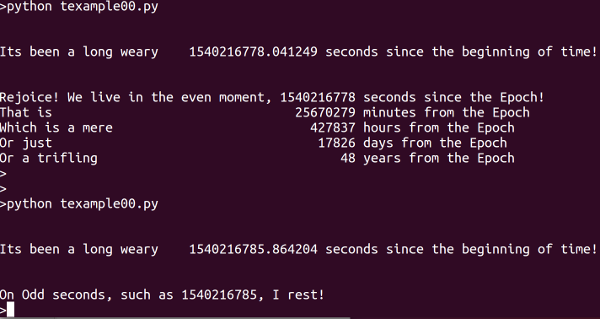 >python texample00.py
Its been a long weary    1540216778.041249 seconds since the beginning of time!
Rejoice! We live in the even moment, 1540216778 seconds since the Epoch!
That is                                25670279 minutes from the Epoch
Which is a mere                          427837 hours from the Epoch
Or just                                   17826 days from the Epoch
Or a trifling                                48 years from the Epoch
>
>
>python texample00.py
Its been a long weary    1540216785.864204 seconds since the beginning of time!
On Odd seconds, such as 1540216785, I rest!
>